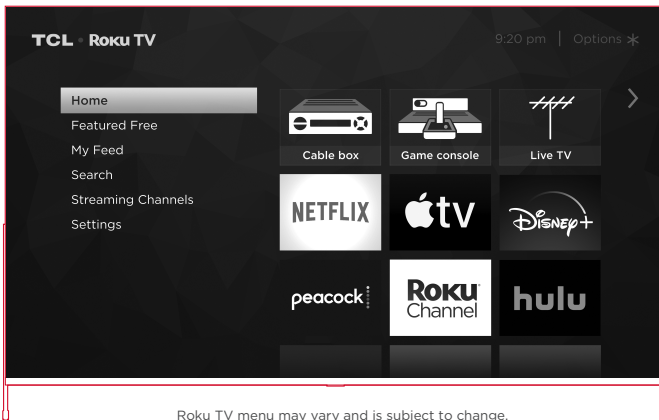 TCL • Roku TV
9:20 pm | Options
Home
Featured Free
My Feed
Search
Streaming Channels
Settings
Cable box
Game console
Live TV
NETFLIX
tv
Disney+
peacock
Roku
Channel
hulu
Roku TV menu may vary and is subject to change.